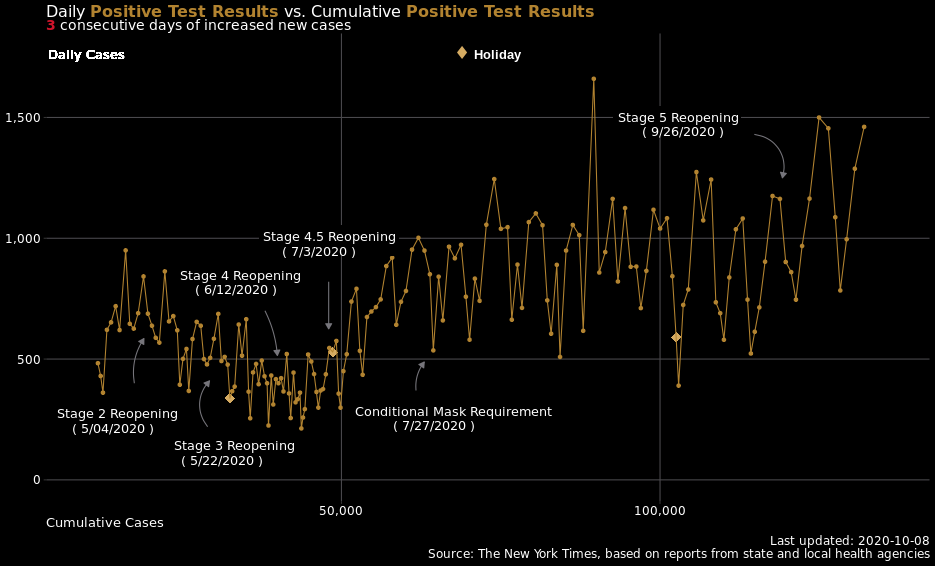 Daily Positive Test Results vs. Cumulative Positive Test Results
3 consecutive days of increased new cases
Daily Cases
Holiday
1,500
Stage 5 Reopening
( 9/26/2020 )
1,000
Stage 4.5 Reopening
( 7/3/2020 )
Stage 4 Reopening
( 6/12/2020 )
500
Stage 2 Reopening
( 5/04/2020 )
Conditional Mask Requirement
( 7/27/2020 )
Stage 3 Reopening
( 5/22/2020 )
0
50,000
100,000
Cumulative Cases
Last updated: 2020-10-08
Source: The New York Times, based on reports from state and local health agencies